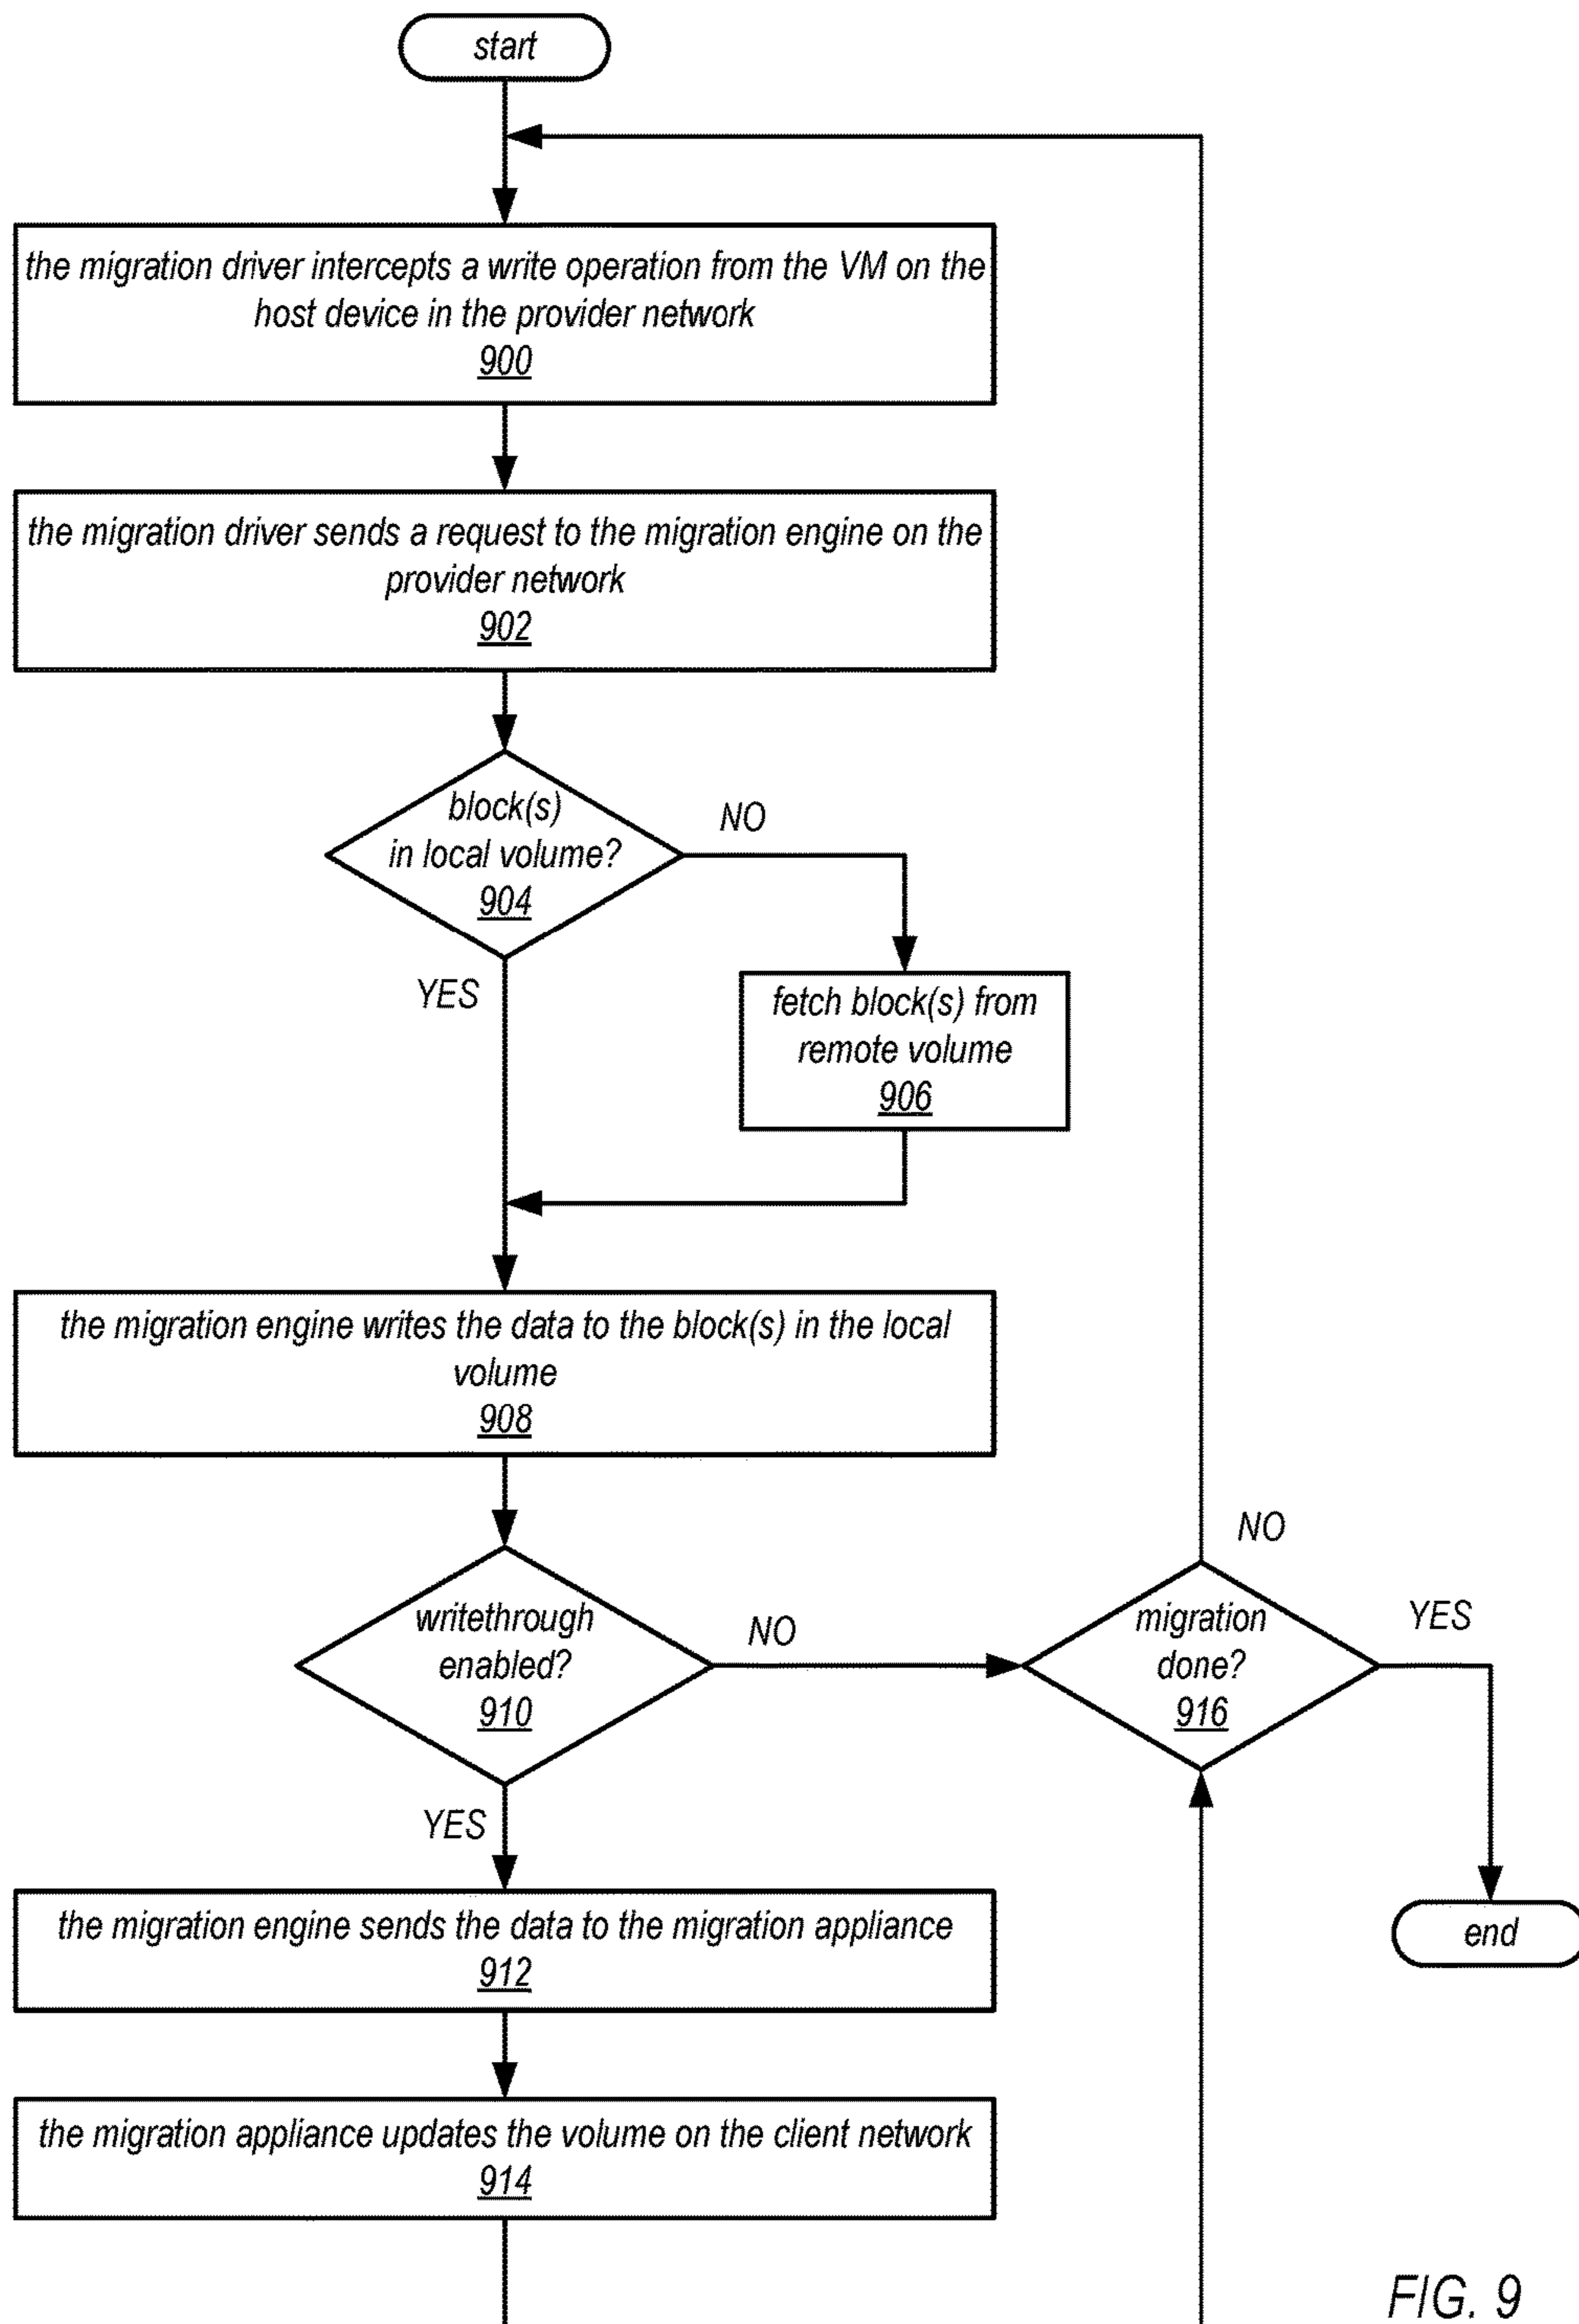 start
the migration driver intercepts a write operation from the VM on the
host device in the provider network
900
the migration driver sends a request to the migration engine on the
provider network
902
block(s)
in local volume?
904
NO
YES
fetch block(s) from
remote volume
906
the migration engine writes the data to the block(s) in the local
volume
908
writethrough
enabled?
910
NO
YES
migration
done?
916
NO
YES
end
the migration engine sends the data to the migration appliance
912
the migration appliance updates the volume on the client network
914
FIG. 9